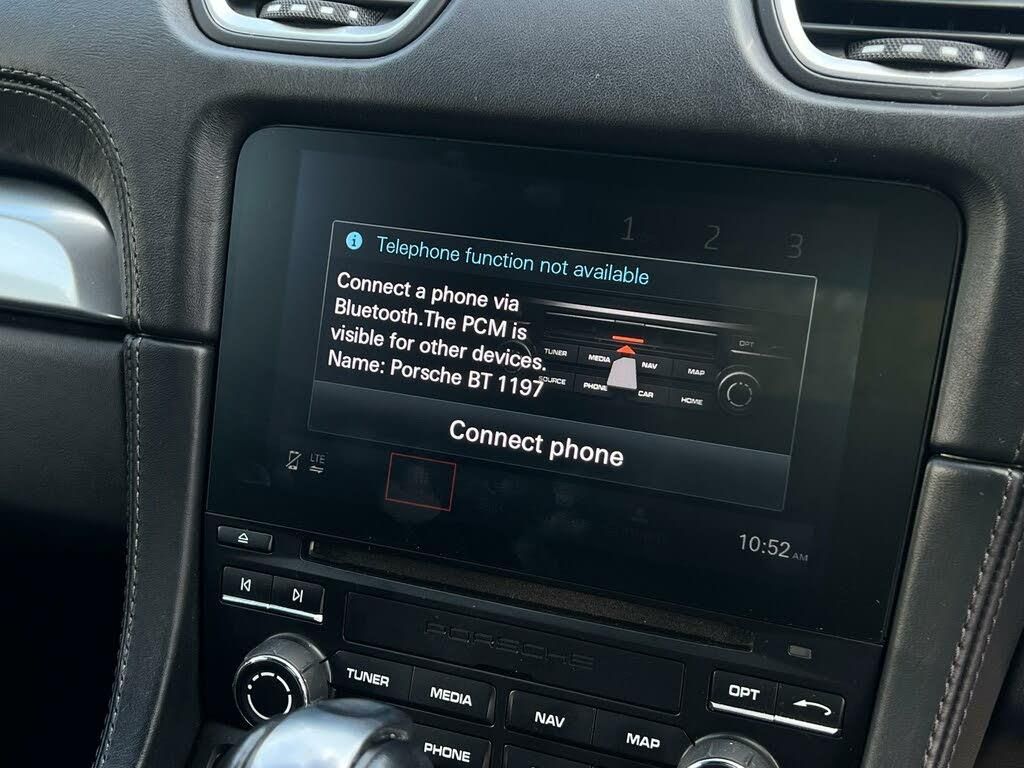 1 2 3
Telephone function not available
Connect a phone via
Bluetooth.The PCM is
visible for other devices.
Name: Porsche BT 1197
OPT
TUNER MEDIA NAV MAP
SOURCE PHONE CAR HOME
Connect phone
LTE
10:52 AM
PORSCHE
TUNER MEDIA NAV MAP OPT
PHONE